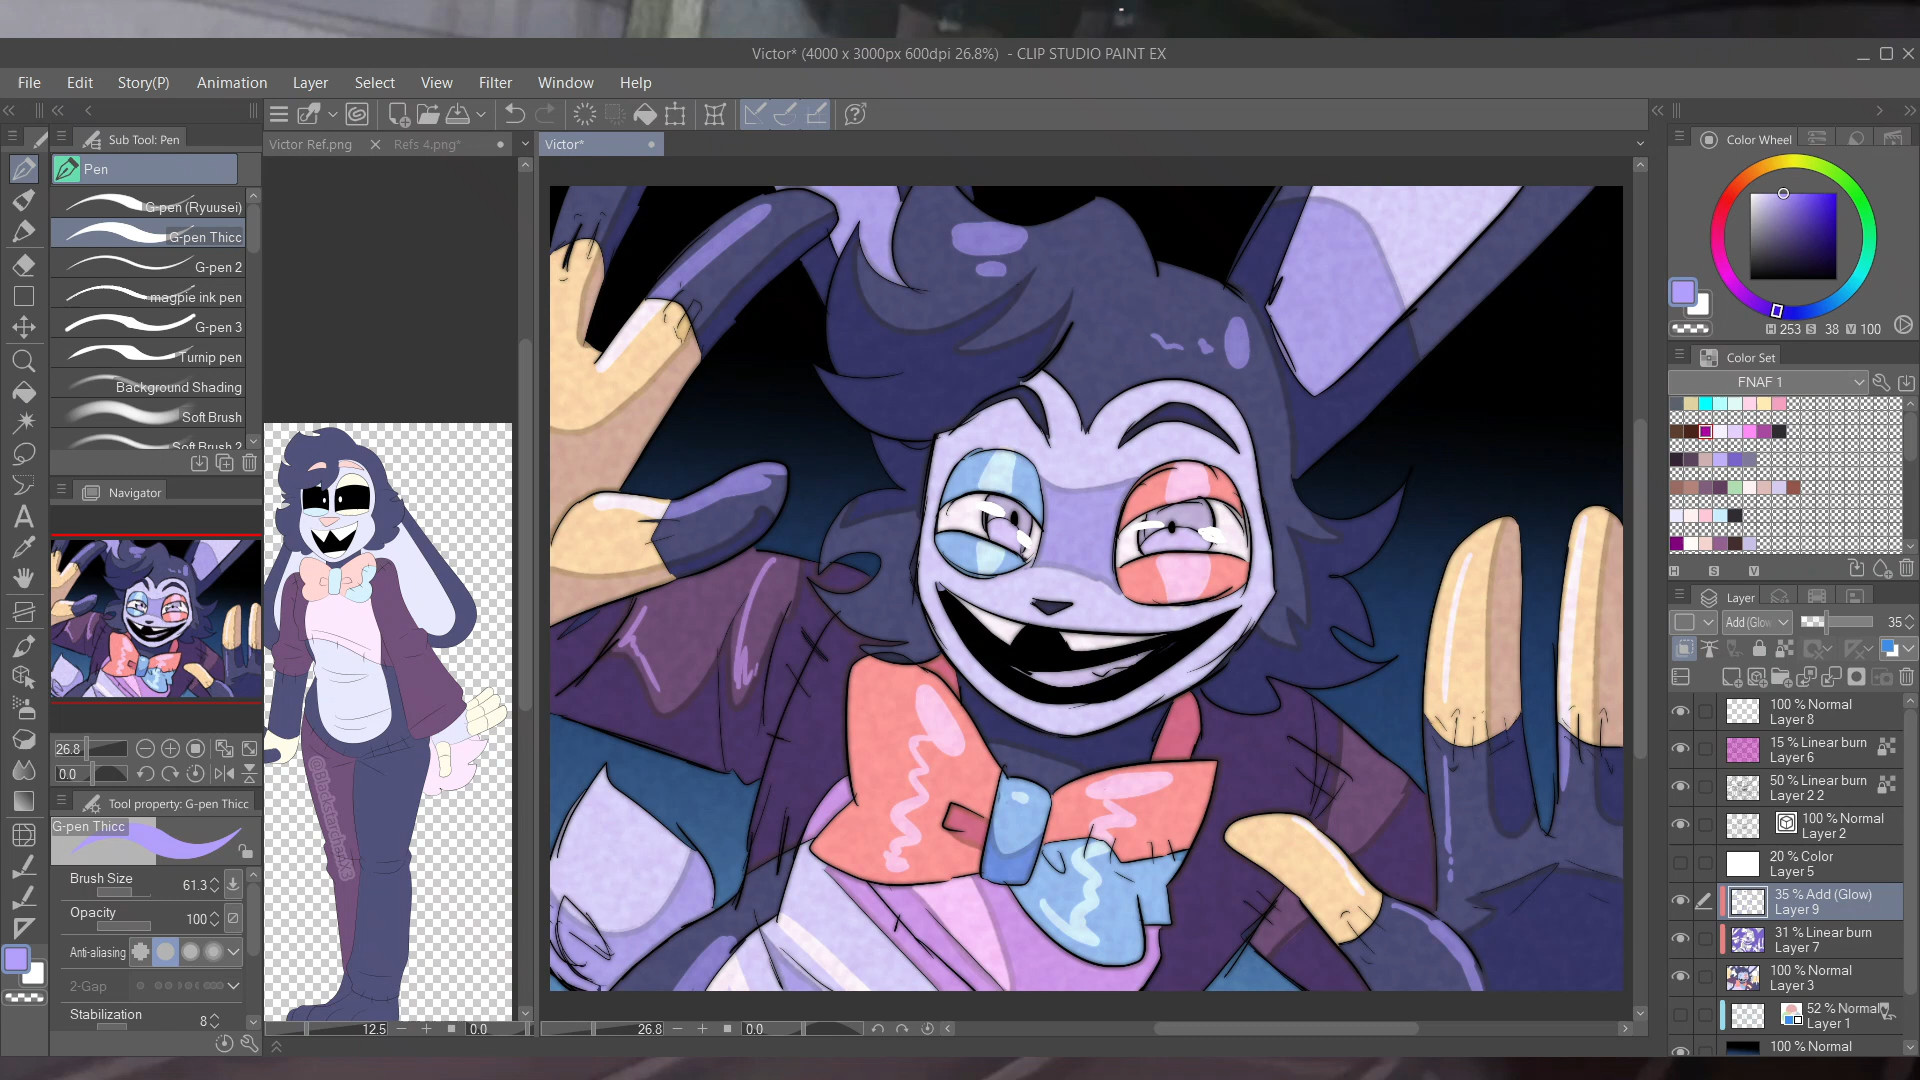 Victor* (4000 x 3000px 600dpi 26.8%) - CLIP STUDIO PAINT EX
File Edit Story(P) Animation Layer Select View Filter Window Help
Sub Tool: Pen
Pen
G-pen (Ryuusei)
G-pen Thicc
G-pen 2
magpie ink pen
G-pen 3
Turnip pen
Background Shading
Soft Brush
Soft Brush 2
Navigator
26.8
0.0
Tool property: G-pen Thicc
G-pen Thicc
Brush Size 61.3
Opacity 100
Anti-aliasing
2-Gap
Stabilization 8
Victor Ref.png
Refs 4.png*
Victor*
12.5 0.0
26.8 0.0
Color Wheel
H 253 S 38 V 100
Color Set
FNAF 1
H S V
Layer
Add (Glow 35
100 % Normal
Layer 8
15 % Linear burn
Layer 6
50 % Linear burn
Layer 2 2
100 % Normal
Layer 2
20 % Color
Layer 5
35 % Add (Glow)
Layer 9
31 % Linear burn
Layer 7
100 % Normal
Layer 3
52 % Normal
Layer 1
100 % Normal